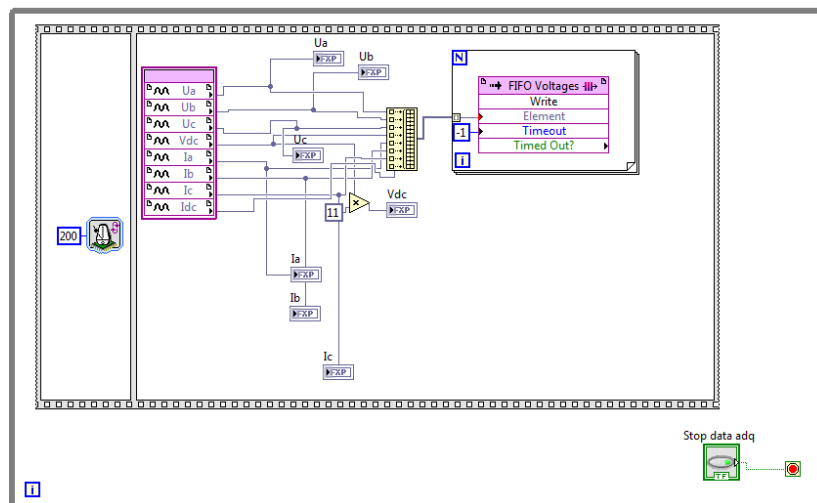 Ua
Ub
N
Ua
FIFO Voltages
Ub
Write
Uc
Element
Vdc
Uc
-1
Timeout
Ia
Timed Out?
Ib
i
Ic
Vdc
Idc
11
×
FXP
FXP
FXP
FXP
200
Ia
FXP
Ib
FXP
Ic
FXP
Stop data adq
TF
i